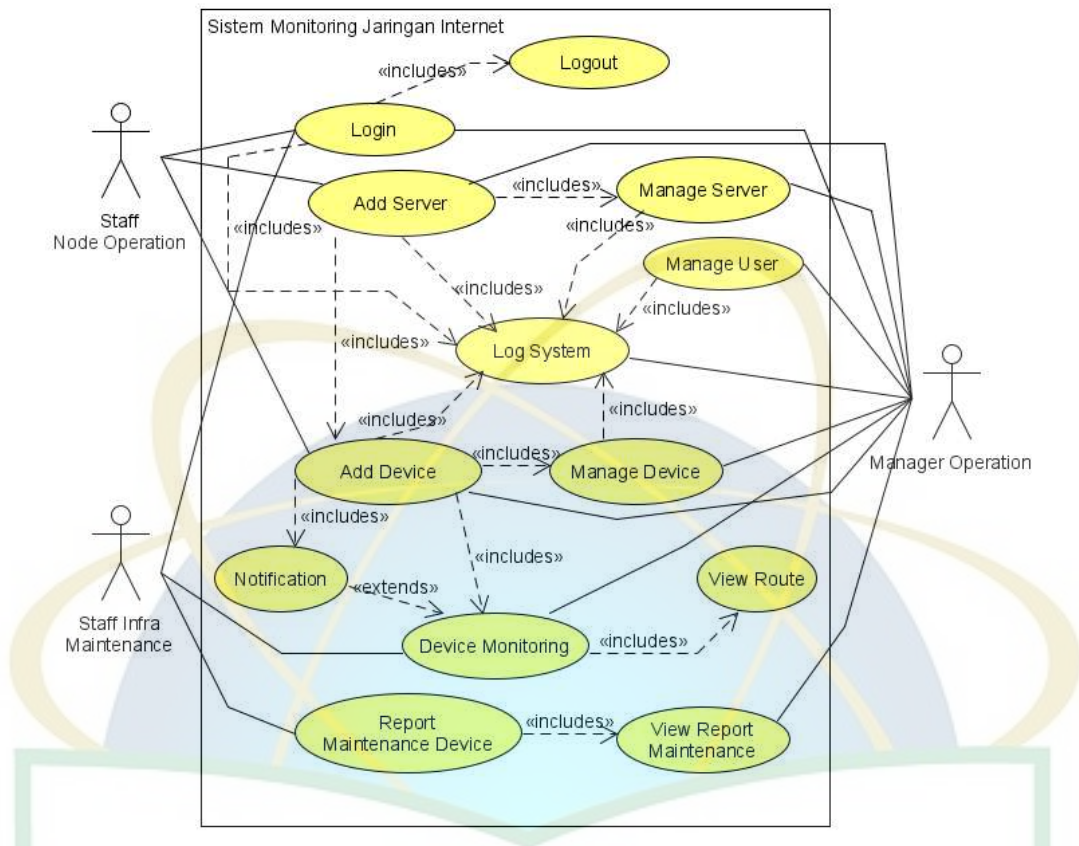 Sistem Monitoring Jaringan Internet
«includes»
Logout
Login
Staff
Node Operation
Add Server
«includes»
Manage Server
«includes»
«includes»
Manage User
«includes»
«includes»
«includes»
Log System
«includes»
«includes»
Add Device
«includes»
Manage Device
Manager Operation
«includes»
«includes»
Notification
«extends»
View Route
Staff Infra
Maintenance
Device Monitoring
«includes»
Report
Maintenance Device
«includes»
View Report
Maintenance